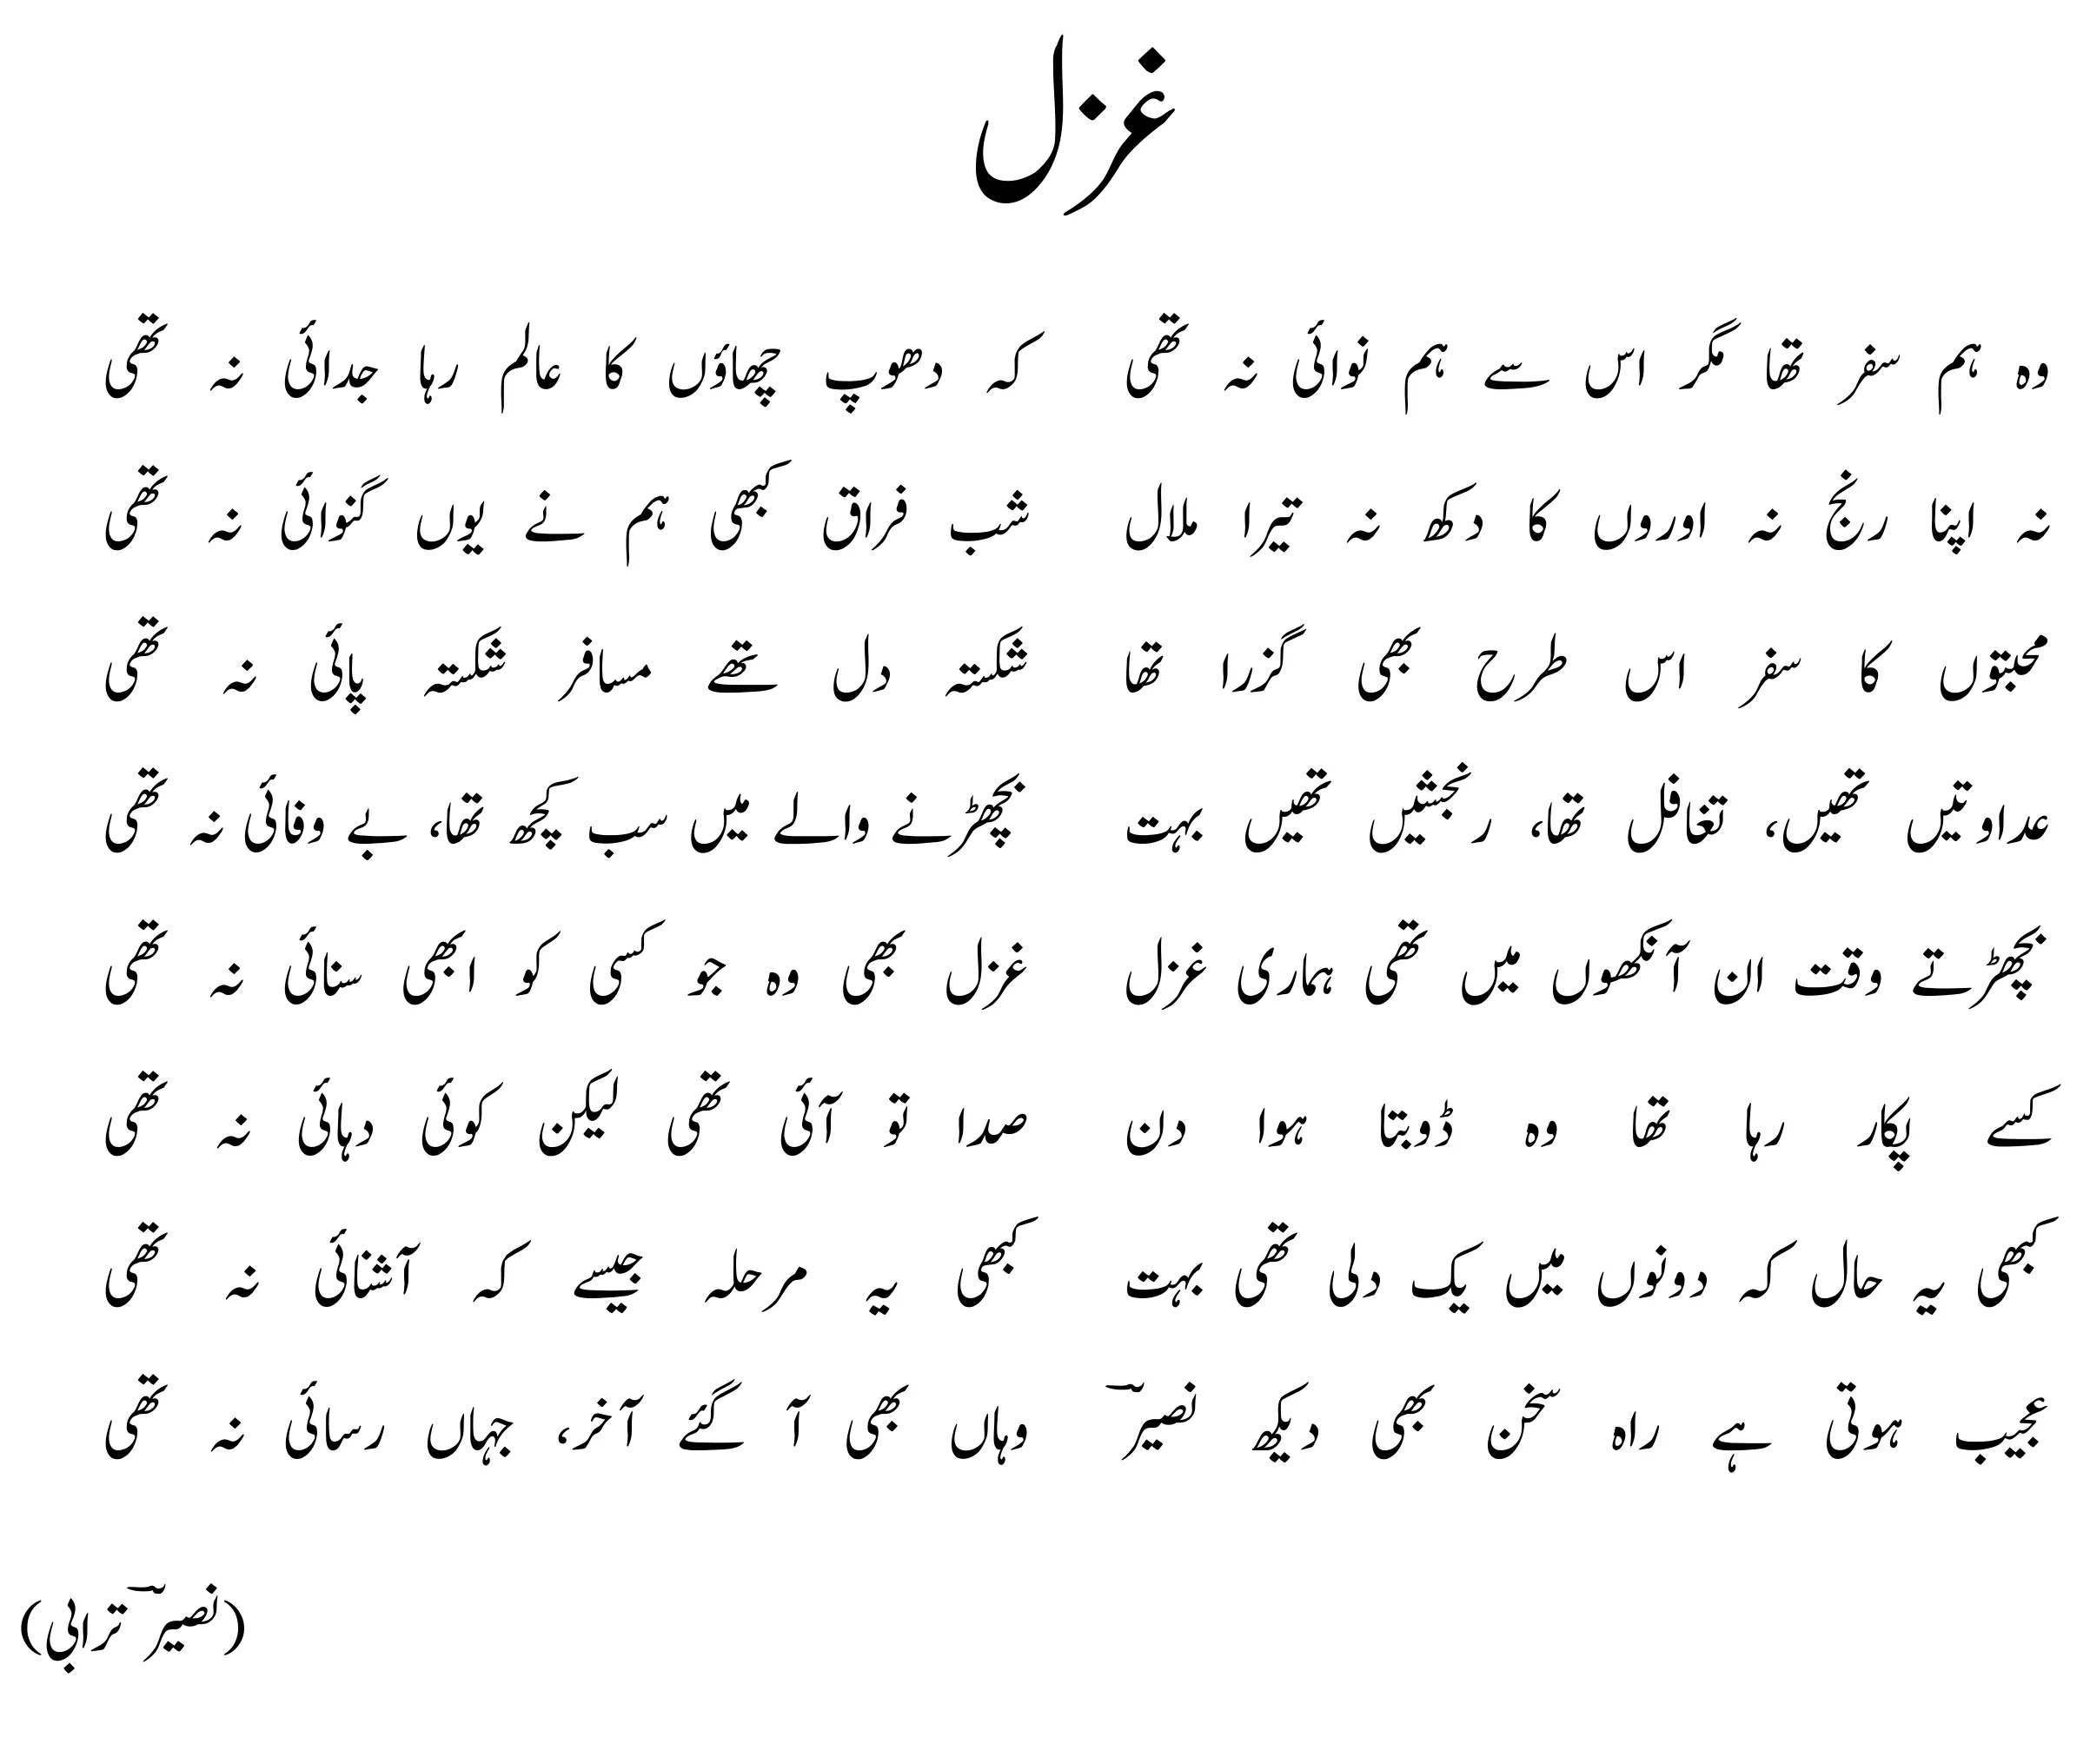 غزل
وہ ہم سفر تھا مگر اس سے ہم نوائی نہ تھی کہ دھوپ چھاؤں کا عالم رہا جدائی نہ تھی
نہ اپنا رنج نہ اوروں کا دکھ نہ تیرا ملال شب فراق کبھی ہم نے یوں گنوائی نہ تھی
محبتوں کا سفر اس طرح بھی گزرا تھا شکستہ دل تھے مسافر شکستہ پائی نہ تھی
عداوتیں تھیں، تغافل تھا، رنجشیں تھیں بہت بچھڑنے والے میں سب کچھ تھا، بے وفائی نہ تھی
بچھڑتے وقت ان آنکھوں میں تھی ہماری غزل غزل بھی وہ جو کسی کو ابھی سنائی نہ تھی
کسے پکار رہا تھا وہ ڈوبتا ہوا دن صدا تو آئی تھی لیکن کوئی دہائی نہ تھی
کبھی یہ حال کہ دونوں میں یک دلی تھی بہت کبھی یہ مرحلہ جیسے کہ آشنائی نہ تھی
عجیب ہوتی ہے راہ سخن بھی دیکھ نصیرؔ وہاں بھی آ گئے آخر، جہاں رسائی نہ تھی
(نصیرؔ ترابی)